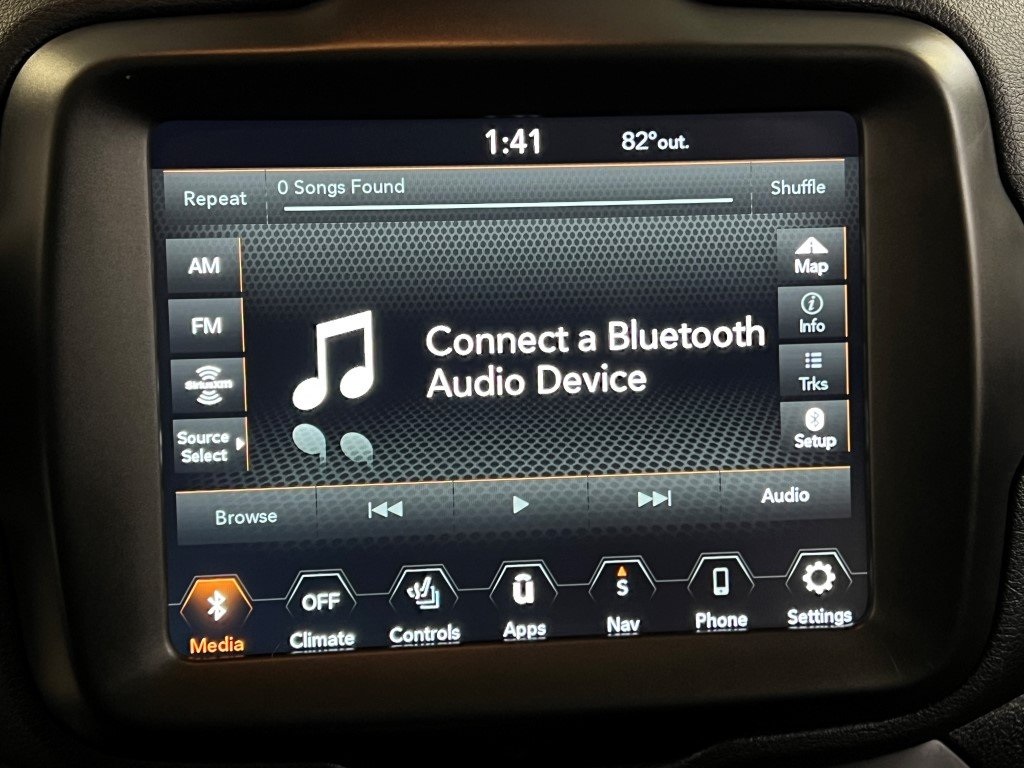 1:41 82°out.
Repeat 0 Songs Found Shuffle
AM
FM
SiriusXM
Source
Select
Connect a Bluetooth
Audio Device
Map
Info
Trks
Setup
Browse Audio
Media OFF Climate Controls ū Apps S Nav Phone Settings